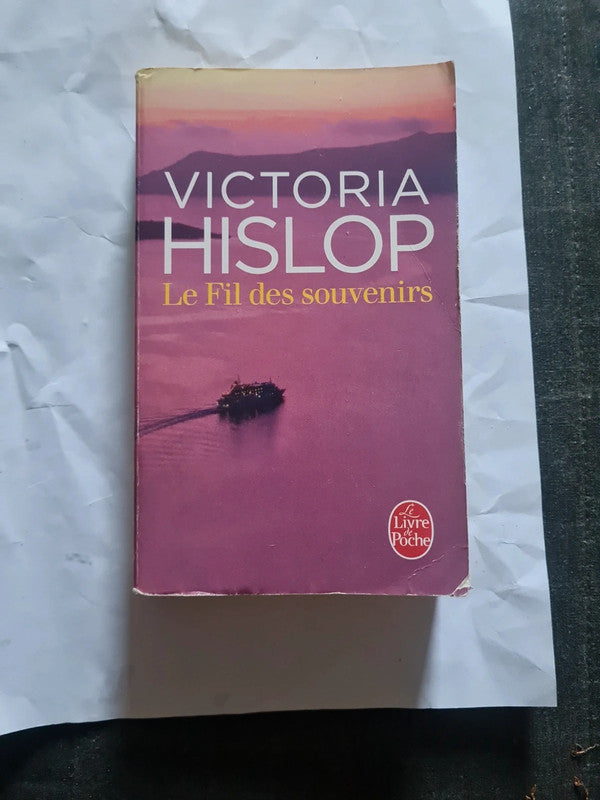 VICTORIA
HISLOP
Le Fil des souvenirs
Le
Livre
de
Poche